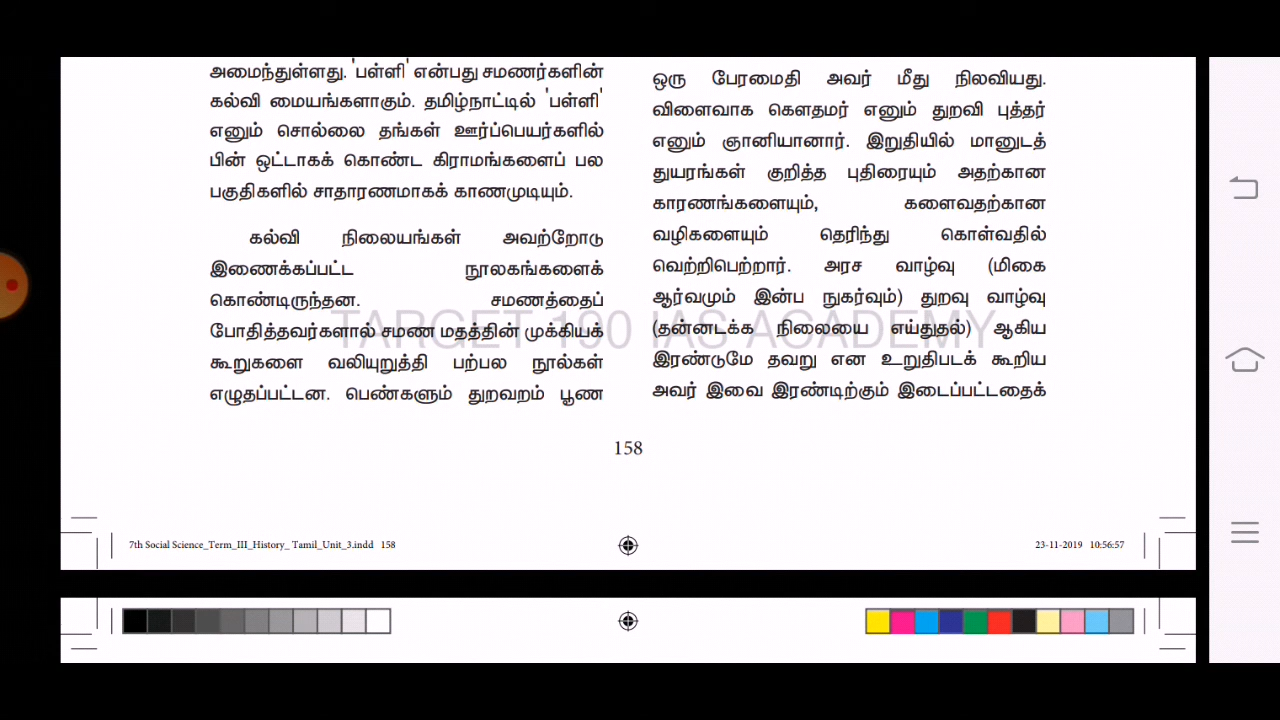 அமைந்துள்ளது. 'பள்ளி' என்பது சமணர்களின்
கல்வி மையங்களாகும். தமிழ்நாட்டில் 'பள்ளி'
எனும் சொல்லை தங்கள் ஊர்ப்பெயர்களில்
பின் ஒட்டாகக் கொண்ட கிராமங்களைப் பல
பகுதிகளில் சாதாரணமாகக் காணமுடியும்.
கல்வி நிலையங்கள் அவற்றோடு
இணைக்கப்பட்ட நூலகங்களைக்
கொண்டிருந்தன. சமணத்தைப்
போதித்தவர்களால் சமண மதத்தின் முக்கியக்
கூறுகளை வலியுறுத்தி பற்பல நூல்கள்
எழுதப்பட்டன. பெண்களும் துறவறம் பூண
ஒரு பேரமைதி அவர் மீது நிலவியது.
விளைவாக கௌதமர் எனும் துறவி புத்தர்
எனும் ஞானியானார். இறுதியில் மானுடத்
துயரங்கள் குறித்த புதிரையும் அதற்கான
காரணங்களையும், களைவதற்கான
வழிகளையும் தெரிந்து கொள்வதில்
வெற்றிபெற்றார். அரச வாழ்வு (மிகை
ஆர்வமும் இன்ப நுகர்வும்) துறவு வாழ்வு
(தன்னடக்க நிலையை எய்துதல்) ஆகிய
இரண்டுமே தவறு என உறுதிபடக் கூறிய
அவர் இவை இரண்டிற்கும் இடைப்பட்டதைக்
TARGET 190 IAS ACADEMY
158
7th Social Science_Term_III_History_ Tamil_Unit_3.indd 158
23-11-2019 10:56:57